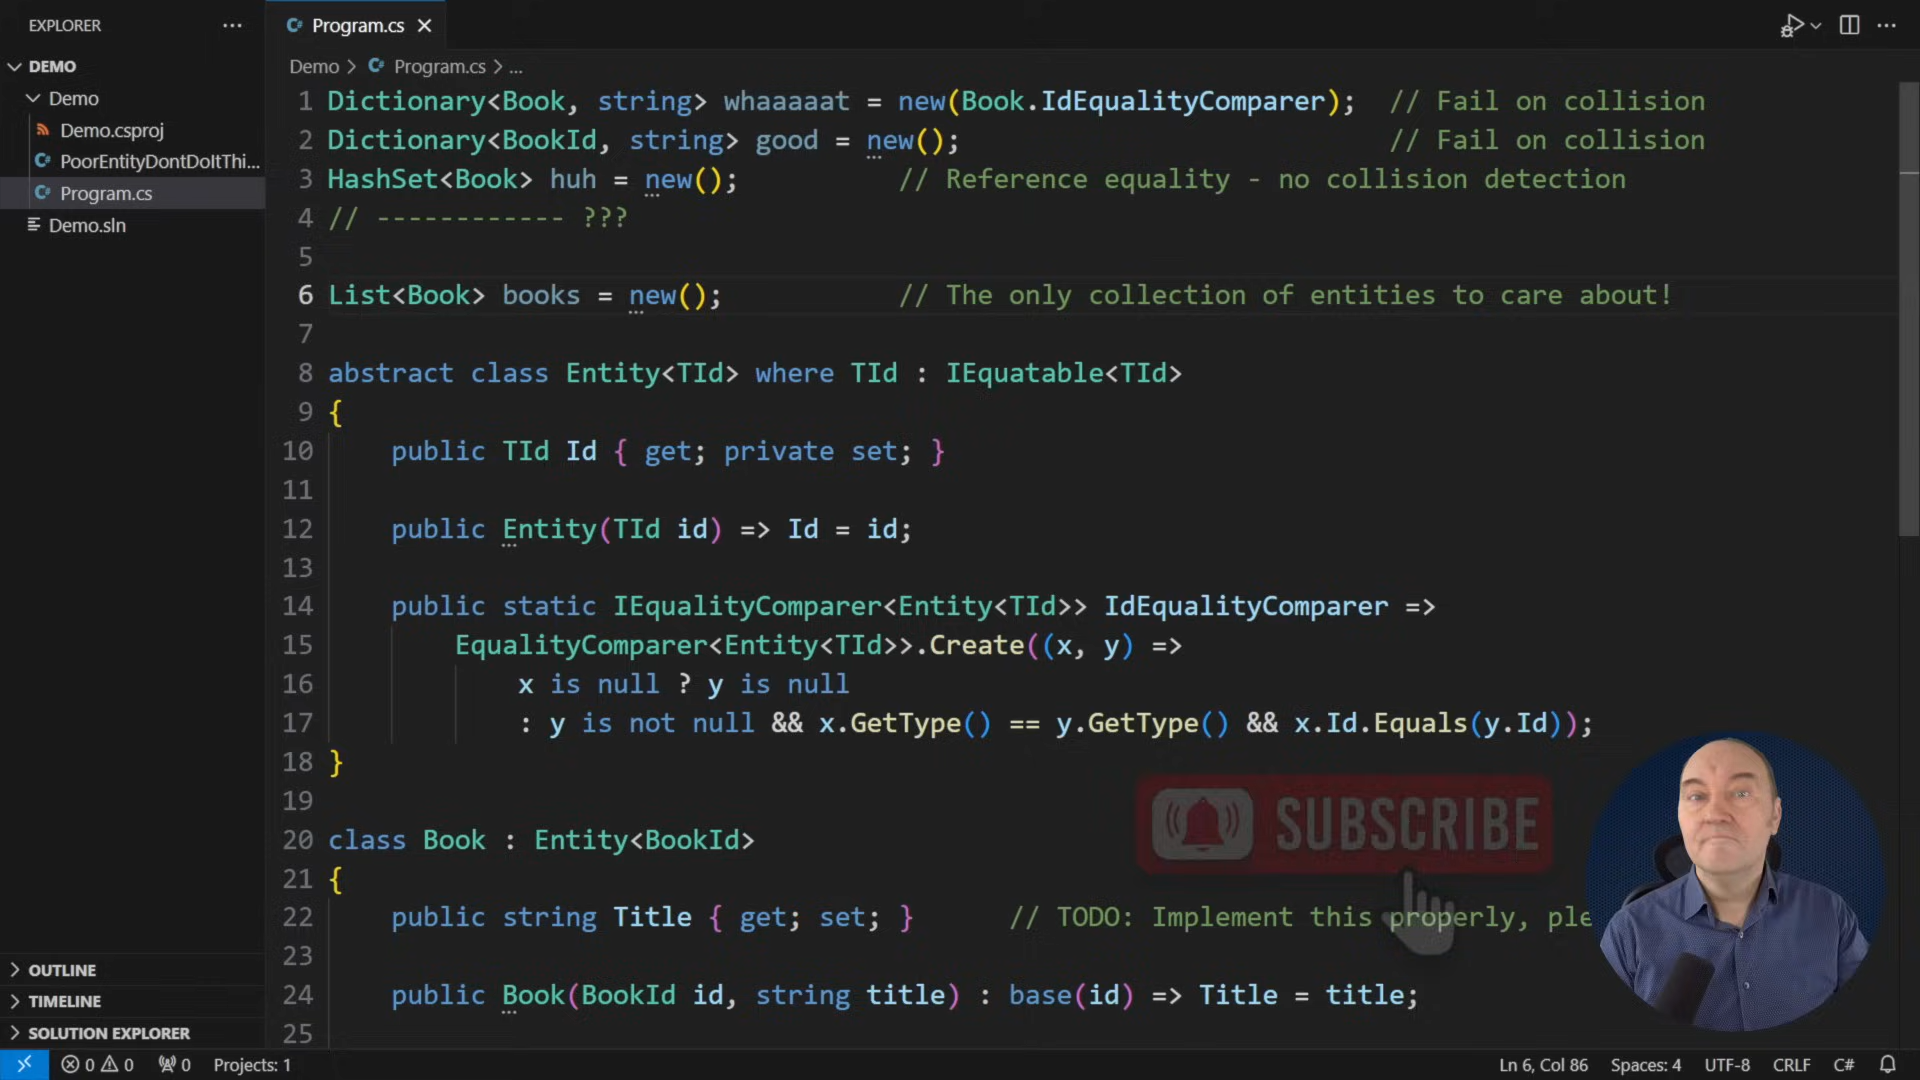 EXPLORER
DEMO
Demo
Demo.csproj
PoorEntityDontDoItThi...
Program.cs
Demo.sln
OUTLINE
TIMELINE
SOLUTION EXPLORER
Program.cs
Demo > Program.cs > ...
1 Dictionary<Book, string> whaaaaat = new(Book.IdEqualityComparer); // Fail on collision
2 Dictionary<BookId, string> good = new(); // Fail on collision
3 HashSet<Book> huh = new(); // Reference equality - no collision detection
4 // ------------ ???
5
6 List<Book> books = new(); // The only collection of entities to care about!
7
8 abstract class Entity<TId> where TId : IEquatable<TId>
9 {
10 public TId Id { get; private set; }
11
12 public Entity(TId id) => Id = id;
13
14 public static IEqualityComparer<Entity<TId>> IdEqualityComparer =>
15 EqualityComparer<Entity<TId>>.Create((x, y) =>
16 x is null ? y is null
17 : y is not null && x.GetType() == y.GetType() && x.Id.Equals(y.Id));
18 }
19
20 class Book : Entity<BookId>
21 {
22 public string Title { get; set; } // TODO: Implement this properly, ple
23
24 public Book(BookId id, string title) : base(id) => Title = title;
25
SUBSCRIBE
0 0 0 Projects: 1 Ln 6, Col 86 Spaces: 4 UTF-8 CRLF C#